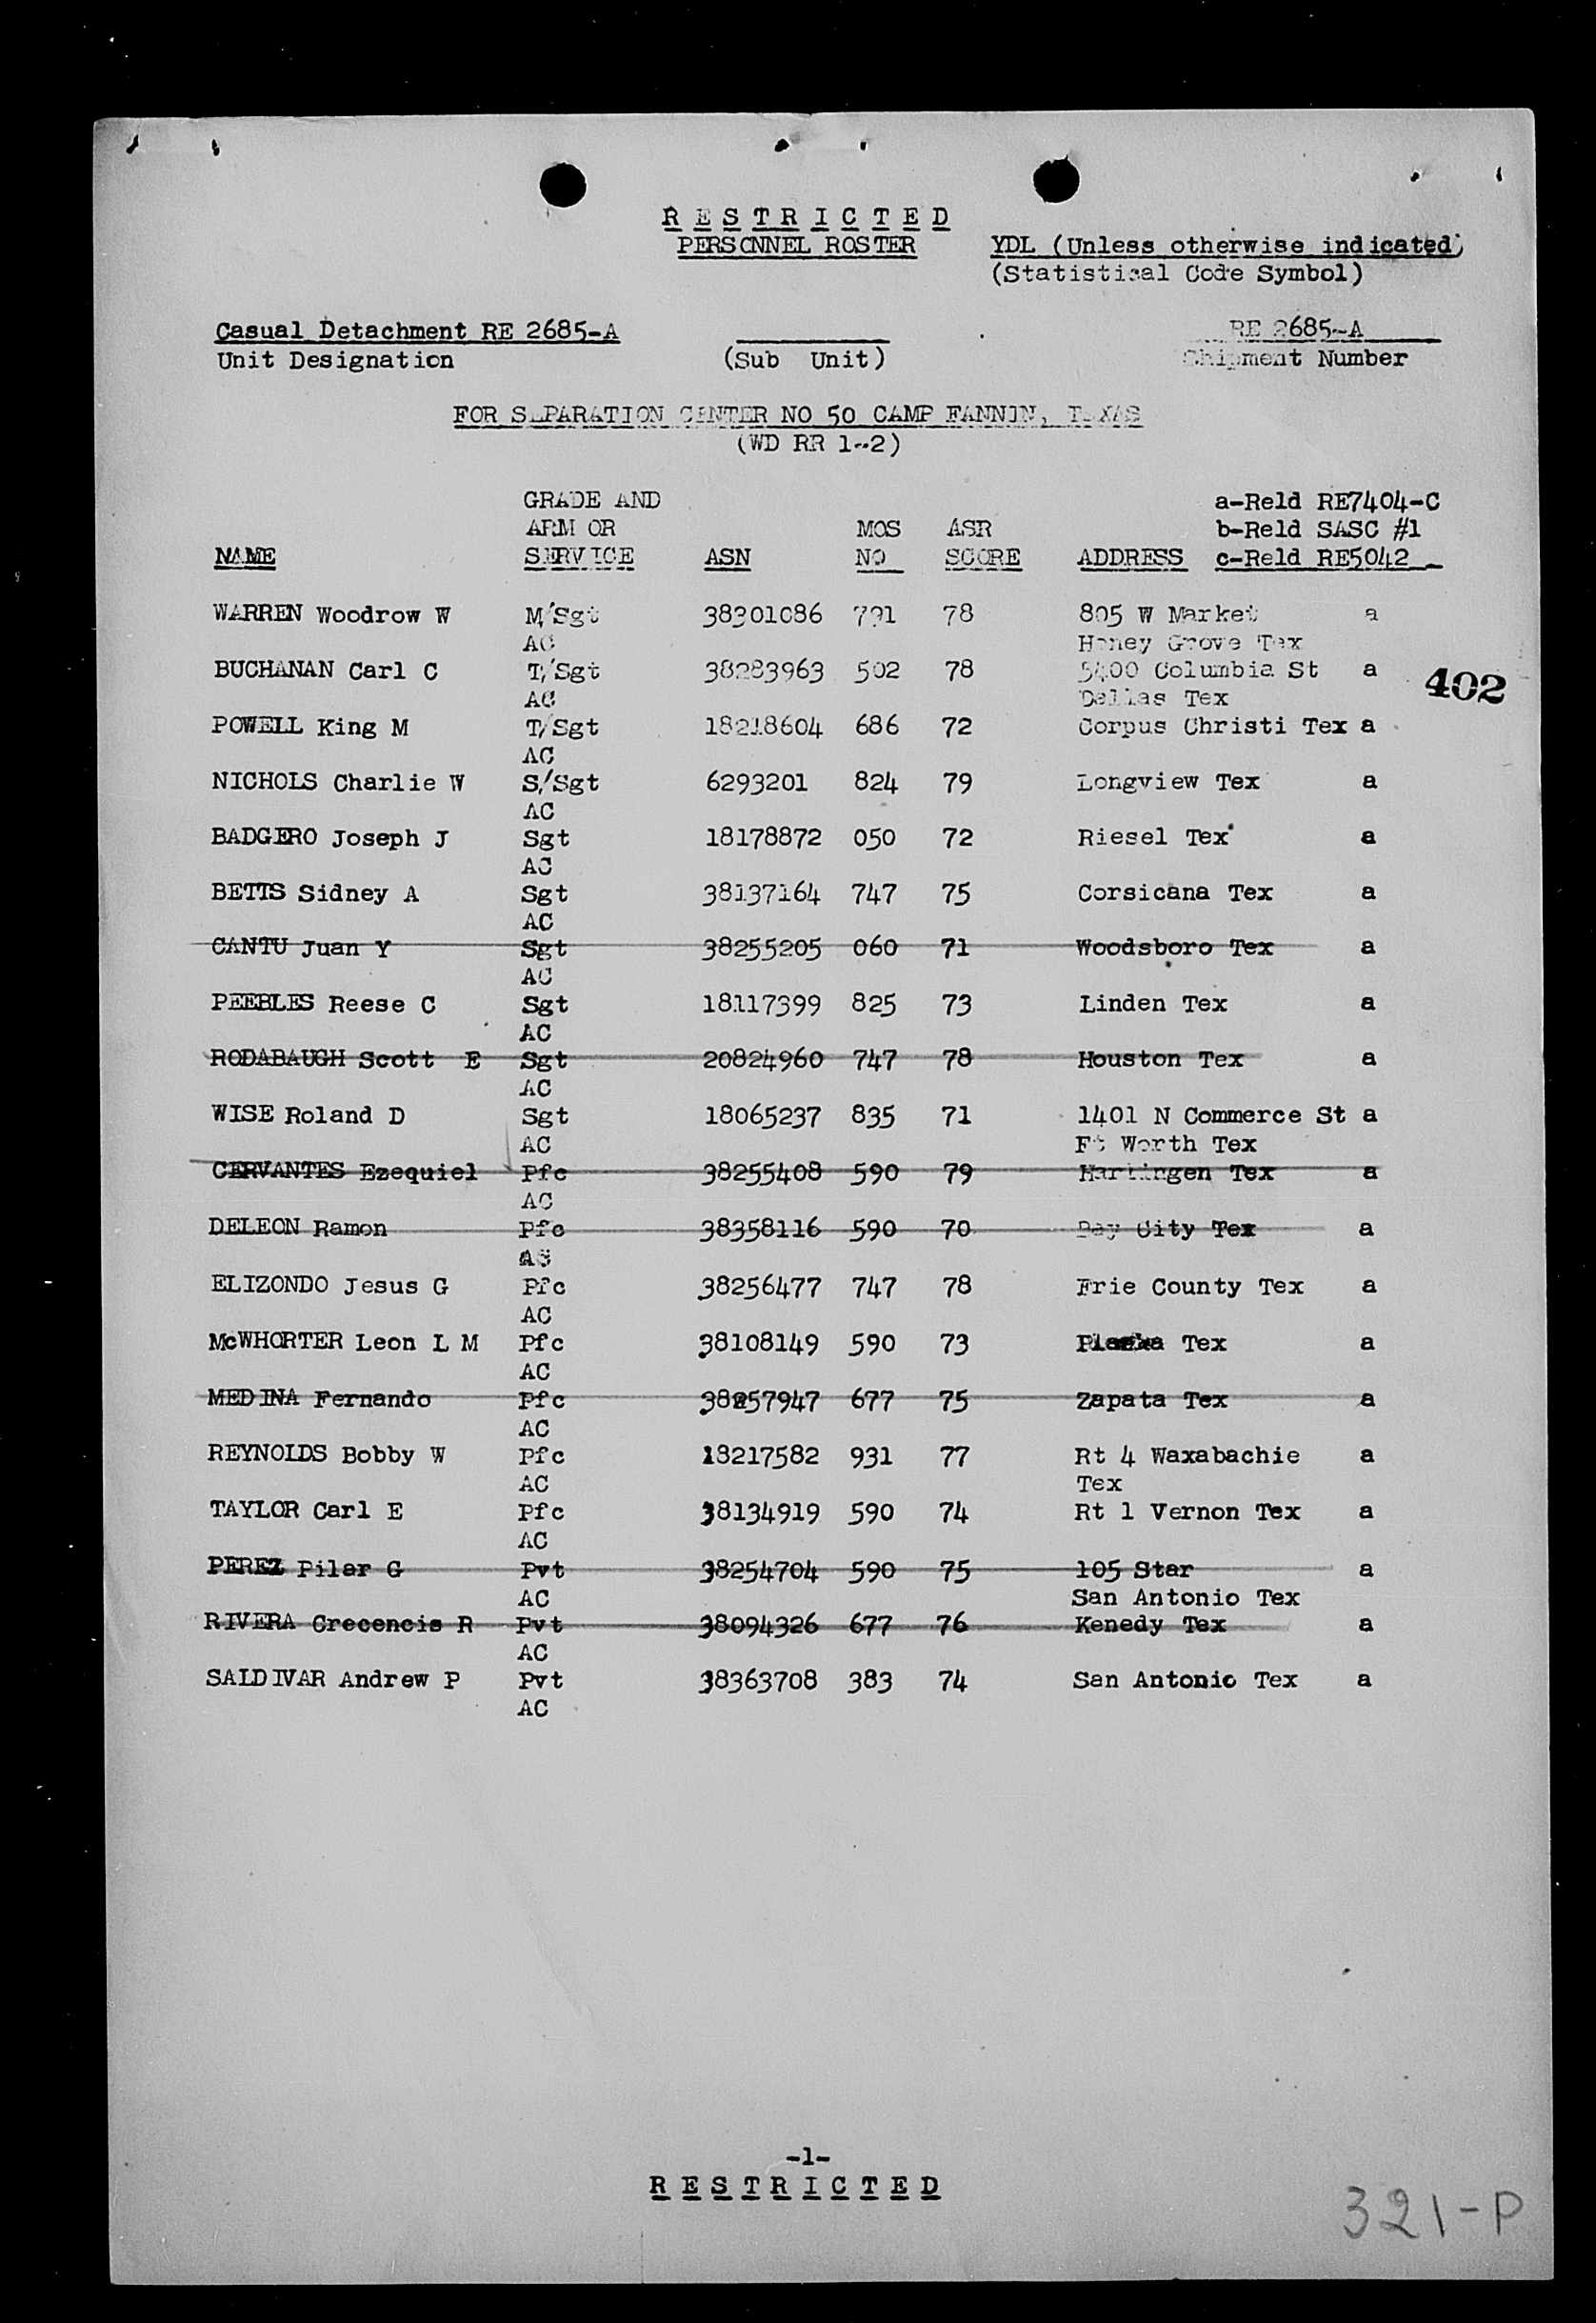 R E S T R I C T E D
PERSONNEL ROSTER YDL (Unless otherwise indicated)
(Statistical Code Symbol)
Casual Detachment RE 2685-A RE 2685-A
Unit Designation (Sub Unit) Shipment Number
FOR SEPARATION CENTER NO 50 CAMP FANNIN, TEXAS
(WD RR 1-2)
GRADE AND a-Reld RE7404-C
ARM OR MOS ASR b-Reld SASC #1
NAME SERVICE ASN NO SCORE ADDRESS c-Reld RE5042
WARREN Woodrow W M/Sgt 38301086 791 78 805 W Market a
AC Honey Grove Tex
BUCHANAN Carl C T/Sgt 38283963 502 78 5400 Columbia St a
402
AC Dallas Tex
POWELL King M T/Sgt 18218604 686 72 Corpus Christi Tex a
AC
NICHOLS Charlie W S/Sgt 6293201 824 79 Longview Tex a
AC
BADGERO Joseph J Sgt 18178872 050 72 Riesel Tex a
AC
BETTS Sidney A Sgt 38137164 747 75 Corsicana Tex a
AC
CANTU Juan Y Sgt 38255205 060 71 Woodsboro Tex a
AC
PEEBLES Reese C Sgt 18117399 825 73 Linden Tex a
AC
RODABAUGH Scott E Sgt 20824960 747 78 Houston Tex a
AC
WISE Roland D Sgt 18065237 835 71 1401 N Commerce St a
AC Ft Worth Tex
CERVANTES Ezequiel Pfc 38255408 590 79 Harlingen Tex a
AC
DELEON Ramon Pfc 38358116 590 70 Bay City Tex a
AC
ELIZONDO Jesus G Pfc 38256477 747 78 Frie County Tex a
AC
McWHORTER Leon L M Pfc 38108149 590 73 Tex a
AC
MEDINA Fernando Pfc 38257947 677 75 Zapata Tex a
AC
REYNOLDS Bobby W Pfc 18217582 931 77 Rt 4 Waxabachie a
AC Tex
TAYLOR Carl E Pfc 38134919 590 74 Rt 1 Vernon Tex a
AC
PEREZ Pilar G Pvt 38254704 590 75 105 Star a
AC San Antonio Tex
RIVERA Crecencis R Pvt 38094326 677 76 Kenedy Tex a
AC
SALDIVAR Andrew P Pvt 38363708 383 74 San Antonio Tex a
AC
-1-
R E S T R I C T E D
321-P